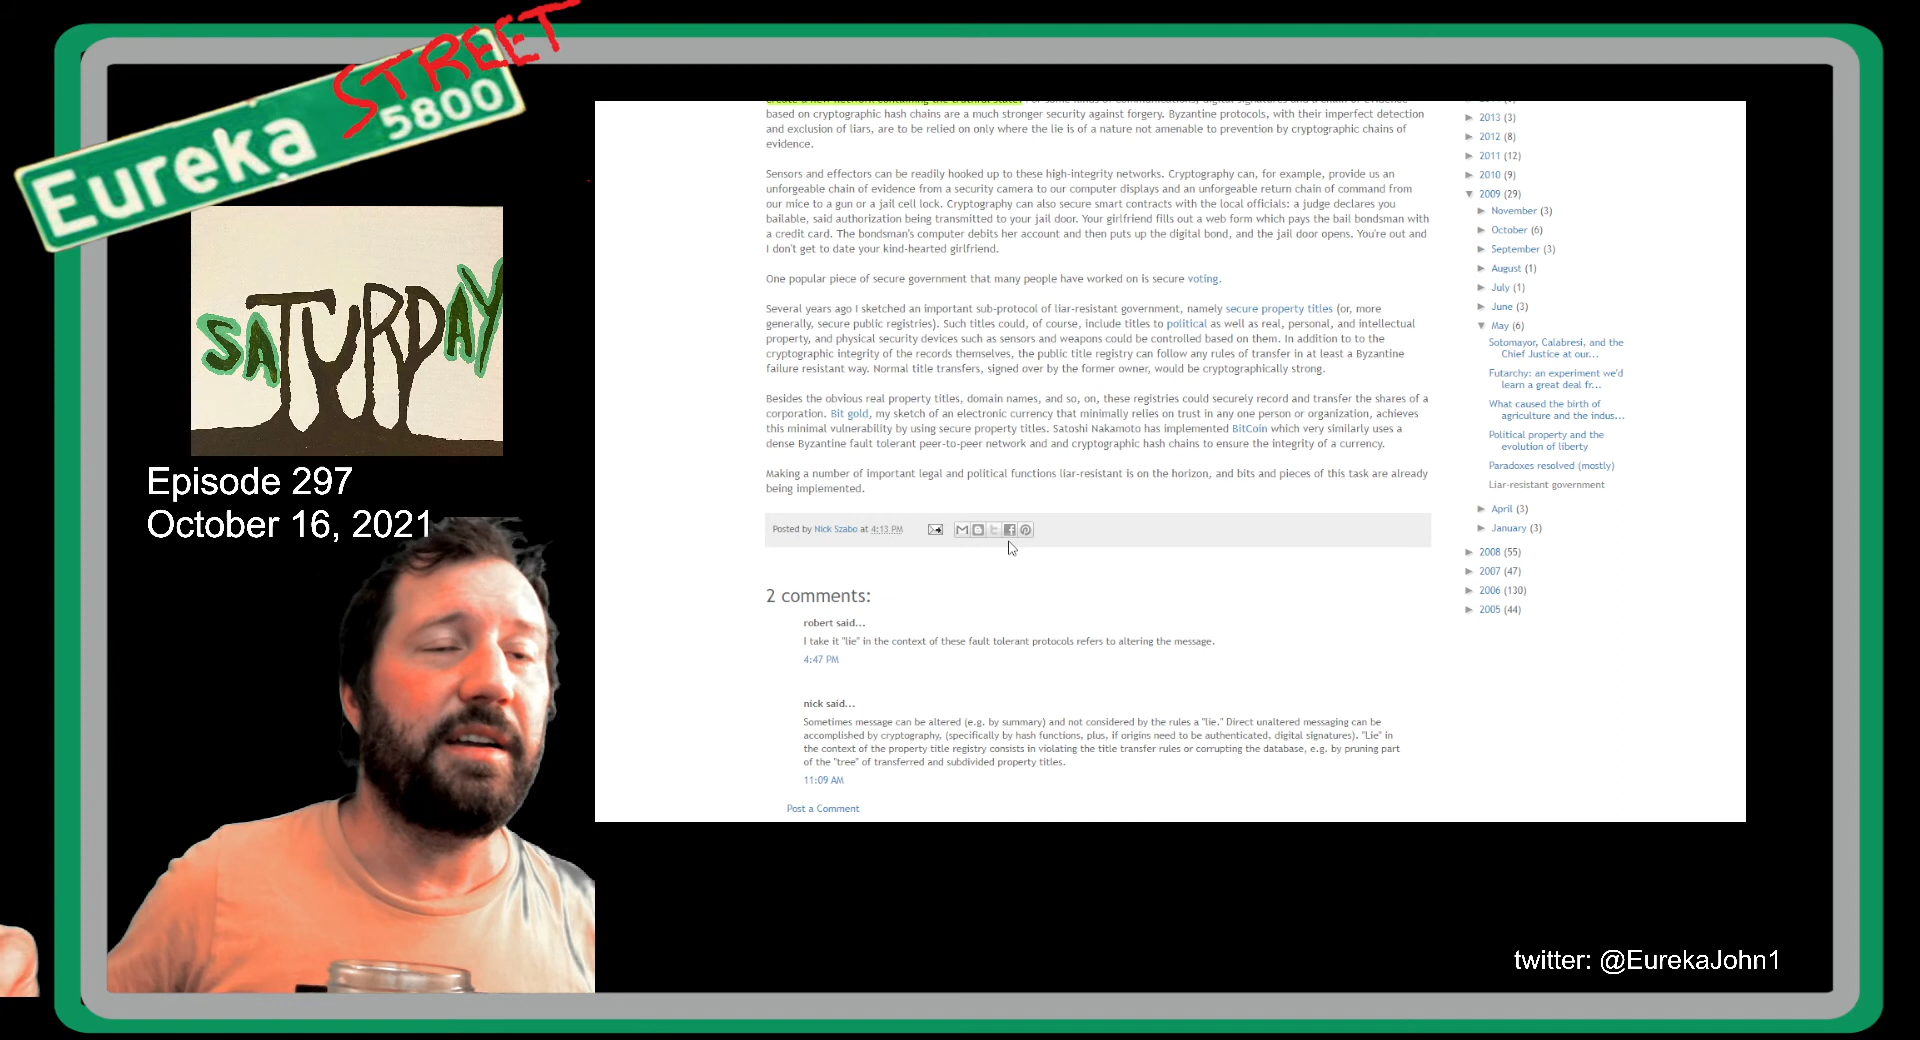 Eureka
STREET
5800
SATURDAY
Episode 297
October 16, 2021
create a new network containing the truthful state. For some kinds of communications, digital signatures and a chain of evidence
based on cryptographic hash chains are a much stronger security against forgery. Byzantine protocols, with their imperfect detection
and exclusion of liars, are to be relied on only where the lie is of a nature not amenable to prevention by cryptographic chains of
evidence.
Sensors and effectors can be readily hooked up to these high-integrity networks. Cryptography can, for example, provide us an
unforgeable chain of evidence from a security camera to our computer displays and an unforgeable return chain of command from
our mice to a gun or a jail cell lock. Cryptography can also secure smart contracts with the local officials: a judge declares you
bailable, said authorization being transmitted to your jail door. Your girlfriend fills out a web form which pays the bail bondsman with
a credit card. The bondsman's computer debits her account and then puts up the digital bond, and the jail door opens. You're out and
I don't get to date your kind-hearted girlfriend.
One popular piece of secure government that many people have worked on is secure voting.
Several years ago I sketched an important sub-protocol of liar-resistant government, namely secure property titles (or, more
generally, secure public registries). Such titles could, of course, include titles to political as well as real, personal, and intellectual
property, and physical security devices such as sensors and weapons could be controlled based on them. In addition to to the
cryptographic integrity of the records themselves, the public title registry can follow any rules of transfer in at least a Byzantine
failure resistant way. Normal title transfers, signed over by the former owner, would be cryptographically strong.
Besides the obvious real property titles, domain names, and so, on, these registries could securely record and transfer the shares of a
corporation. Bit gold, my sketch of an electronic currency that minimally relies on trust in any one person or organization, achieves
this minimal vulnerability by using secure property titles. Satoshi Nakamoto has implemented BitCoin which very similarly uses a
dense Byzantine fault tolerant peer-to-peer network and and cryptographic hash chains to ensure the integrity of a currency.
Making a number of important legal and political functions liar-resistant is on the horizon, and bits and pieces of this task are already
being implemented.
Posted by Nick Szabo at 4:13 PM
2 comments:
robert said...
I take it "lie" in the context of these fault tolerant protocols refers to altering the message.
4:47 PM
nick said...
Sometimes message can be altered (e.g. by summary) and not considered by the rules a "lie." Direct unaltered messaging can be
accomplished by cryptography, (specifically by hash functions, plus, if origins need to be authenticated, digital signatures). "Lie" in
the context of the property title registry consists in violating the title transfer rules or corrupting the database, e.g. by pruning part
of the "tree" of transferred and subdivided property titles.
11:09 AM
Post a Comment
2013 (3)
2012 (8)
2011 (12)
2010 (9)
2009 (29)
November (3)
October (6)
September (3)
August (1)
July (1)
June (3)
May (6)
Sotomayor, Calabresi, and the
Chief Justice at our...
Futarchy: an experiment we'd
learn a great deal fr...
What caused the birth of
agriculture and the indus...
Political property and the
evolution of liberty
Paradoxes resolved (mostly)
Liar-resistant government
April (3)
January (3)
2008 (55)
2007 (47)
2006 (130)
2005 (44)
twitter: @EurekaJohn1